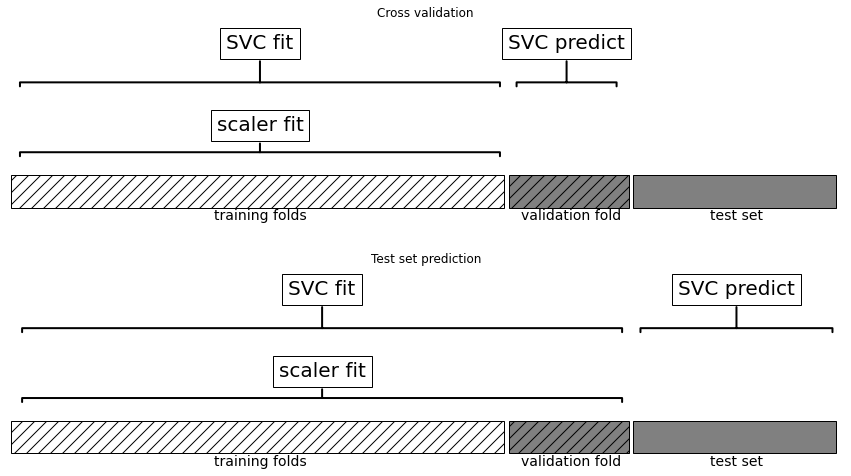 Cross validation
SVC fit
SVC predict
scaler fit
training folds
validation fold
test set
Test set prediction
SVC fit
SVC predict
scaler fit
training folds
validation fold
test set